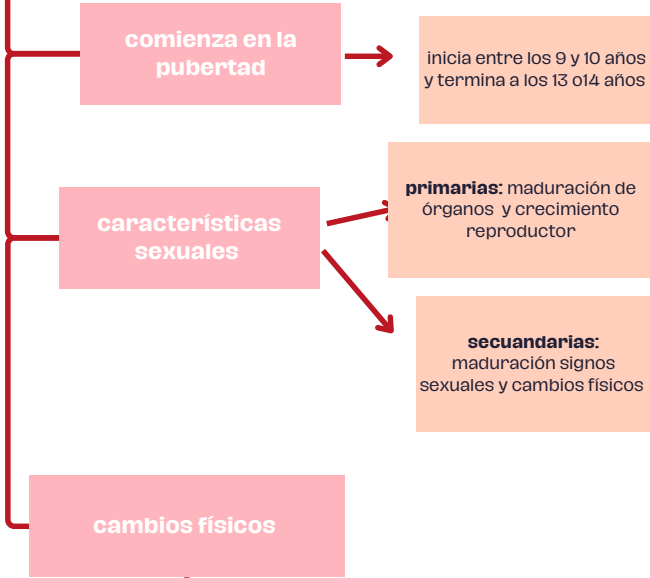 comienza en la
pubertad
inicia entre los 9 y 10 años
y termina a los 13 o14 años
características
sexuales
primarias: maduración de
órganos y crecimiento
reproductor
secuandarias:
maduración signos
sexuales y cambios físicos
cambios físicos